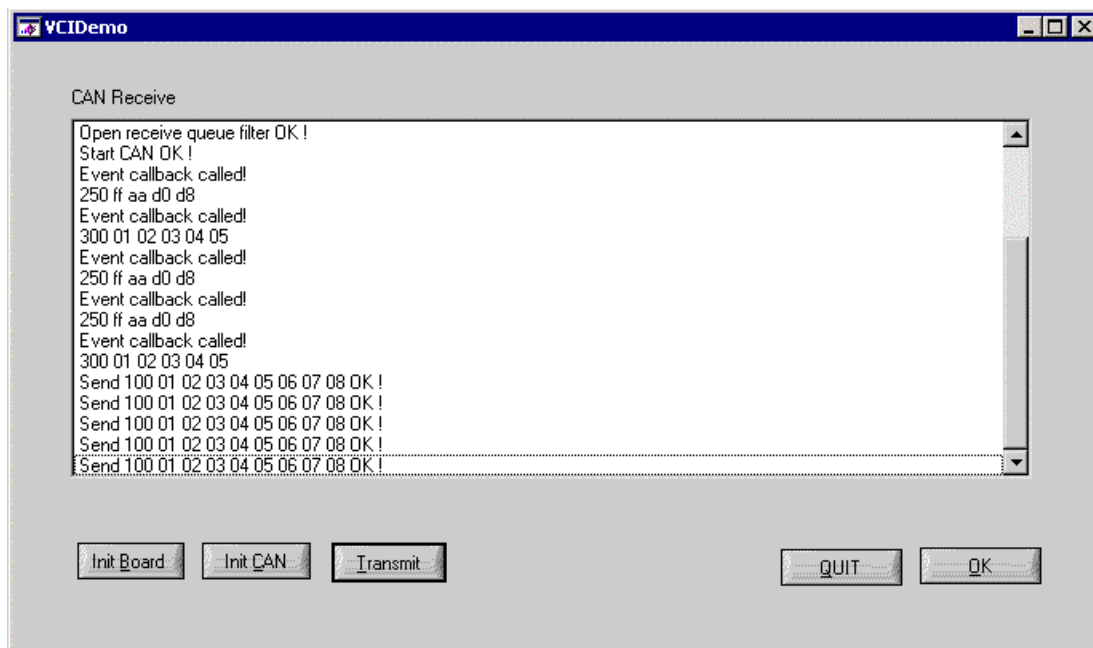 VCIDemo
CAN Receive
Open receive queue filter OK !
Start CAN OK !
Event callback called!
250 ff aa d0 d8
Event callback called!
300 01 02 03 04 05
Event callback called!
250 ff aa d0 d8
Event callback called!
250 ff aa d0 d8
Event callback called!
300 01 02 03 04 05
Send 100 01 02 03 04 05 06 07 08 OK !
Send 100 01 02 03 04 05 06 07 08 OK !
Send 100 01 02 03 04 05 06 07 08 OK !
Send 100 01 02 03 04 05 06 07 08 OK !
Send 100 01 02 03 04 05 06 07 08 OK !
Init Board Init CAN Transmit QUIT OK